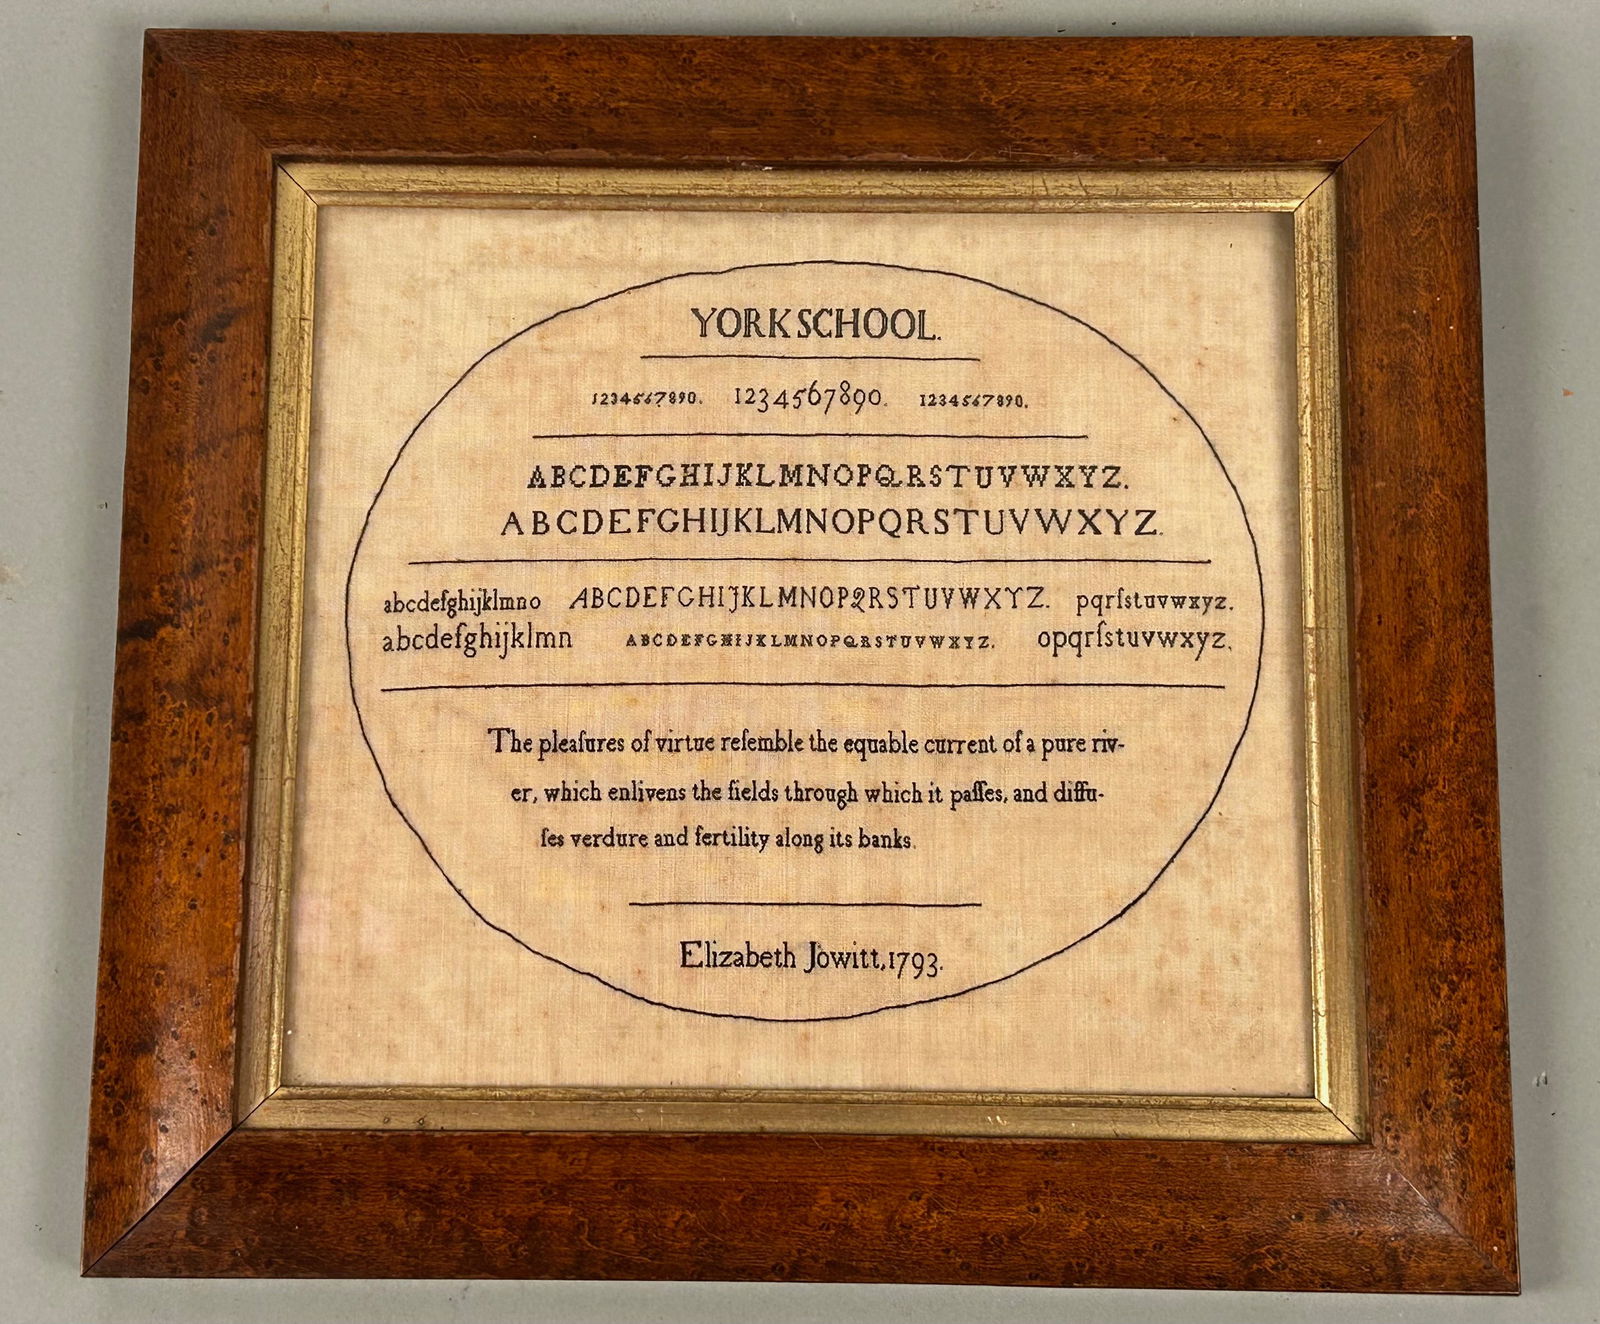 YORK SCHOOL.
1234567890. 1234567890. 1234567890.
ABCDEFGHIJKLMNOPQRSTUVWXYZ.
ABCDEFGHIJKLMNOPQRSTUVWXYZ.
abcdefghijklmno ABCDEFGHIJKLMNOPQRSTUVWXYZ. pqrſstuvwxyz.
abcdefghijklmn ABCDEFGHIJKLMNOPQRSTUVWXYZ. opqrſstuvwxyz.
The pleaſures of virtue reſemble the equable current of a pure riv-
er, which enlivens the fields through which it paſſes, and diffu-
ſes verdure and fertility along its banks.
Elizabeth Jowitt, 1793.